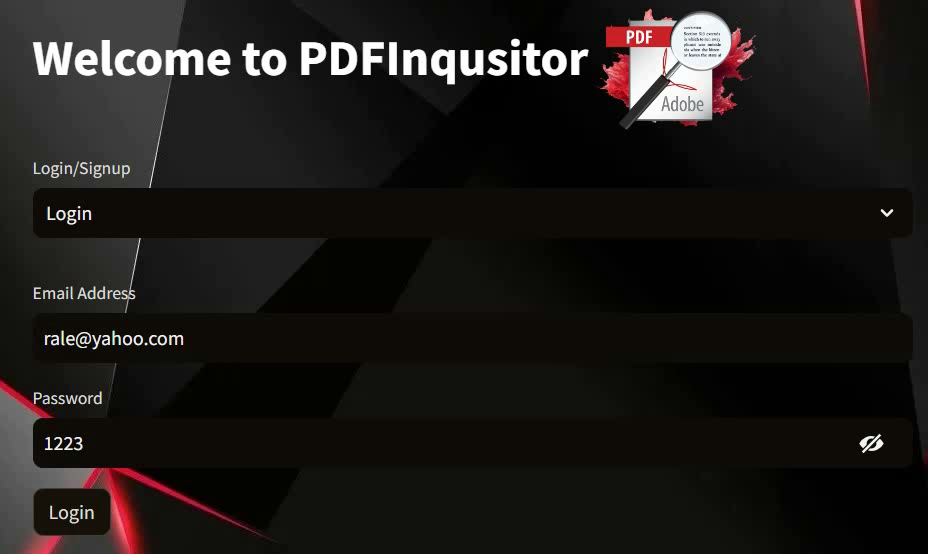 Welcome to PDFInqusitor
PDF
Adobe
Login/Signup
Login
Email Address
rale@yahoo.com
Password
1223
Login